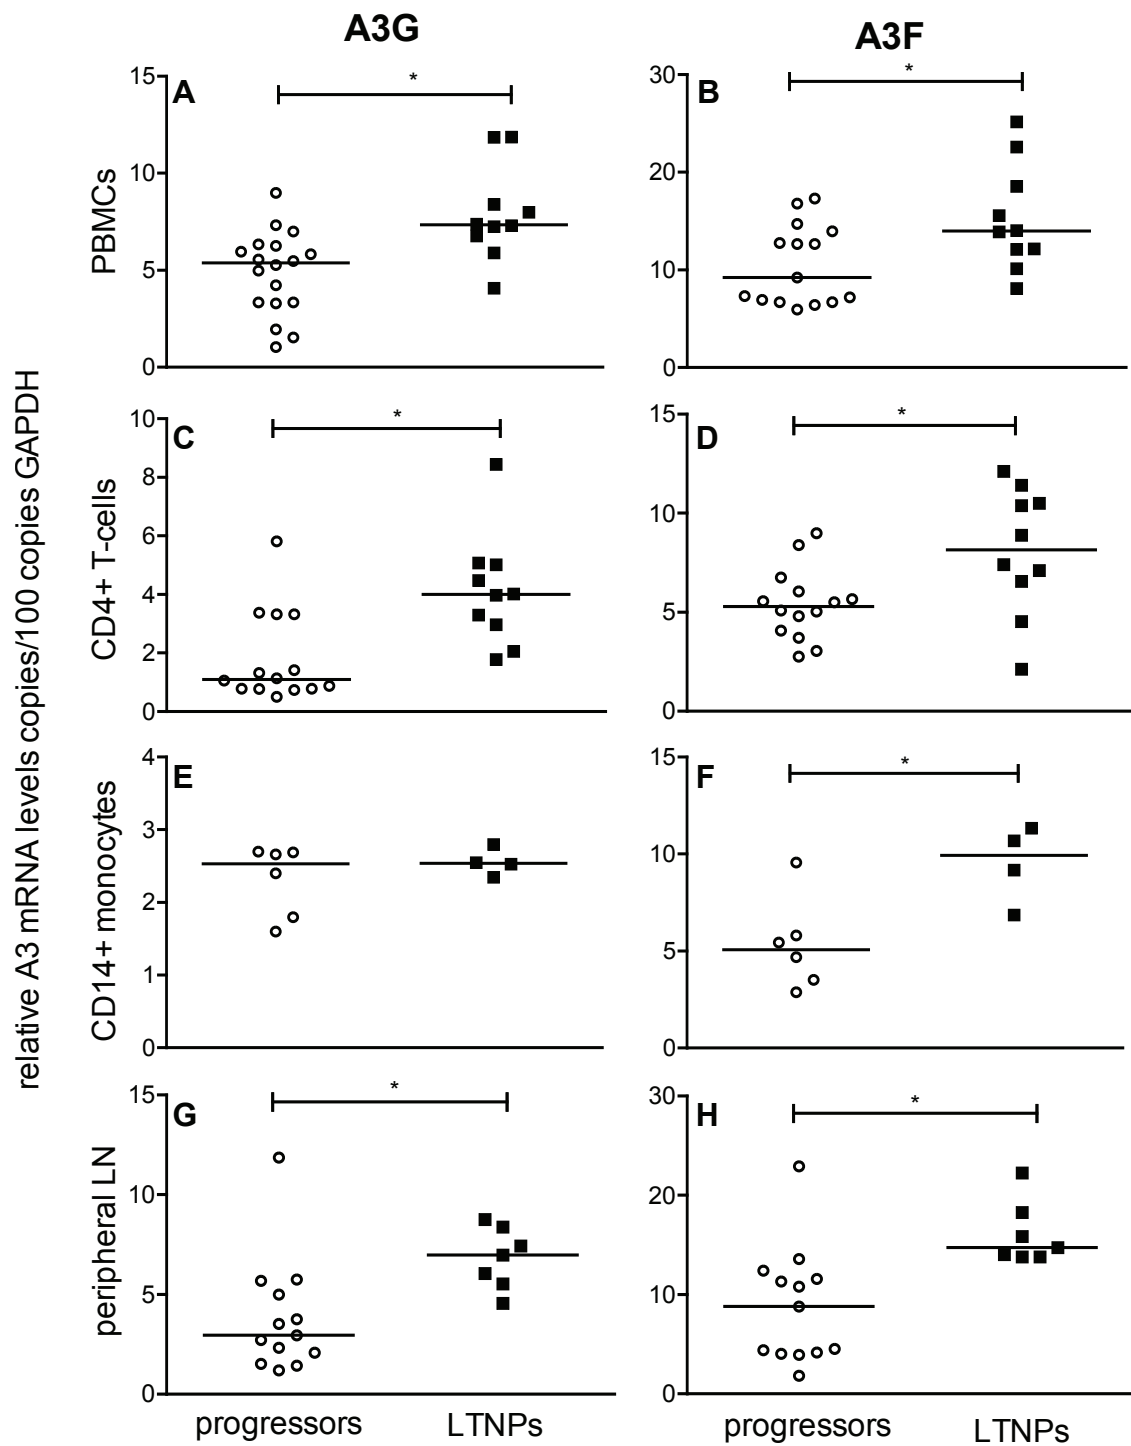 A3G
A3F
relative A3 mRNA levels copies/100 copies GAPDH
PBMCs
A
*
15
10
5
0
B
*
30
20
10
0
CD4+ T-cells
C
*
10
8
6
4
2
0
D
*
15
10
5
0
CD14+ monocytes
E
4
3
2
1
0
F
*
15
10
5
0
peripheral LN
G
*
15
10
5
0
H
*
30
20
10
0
progressors LTNPs
progressors LTNPs